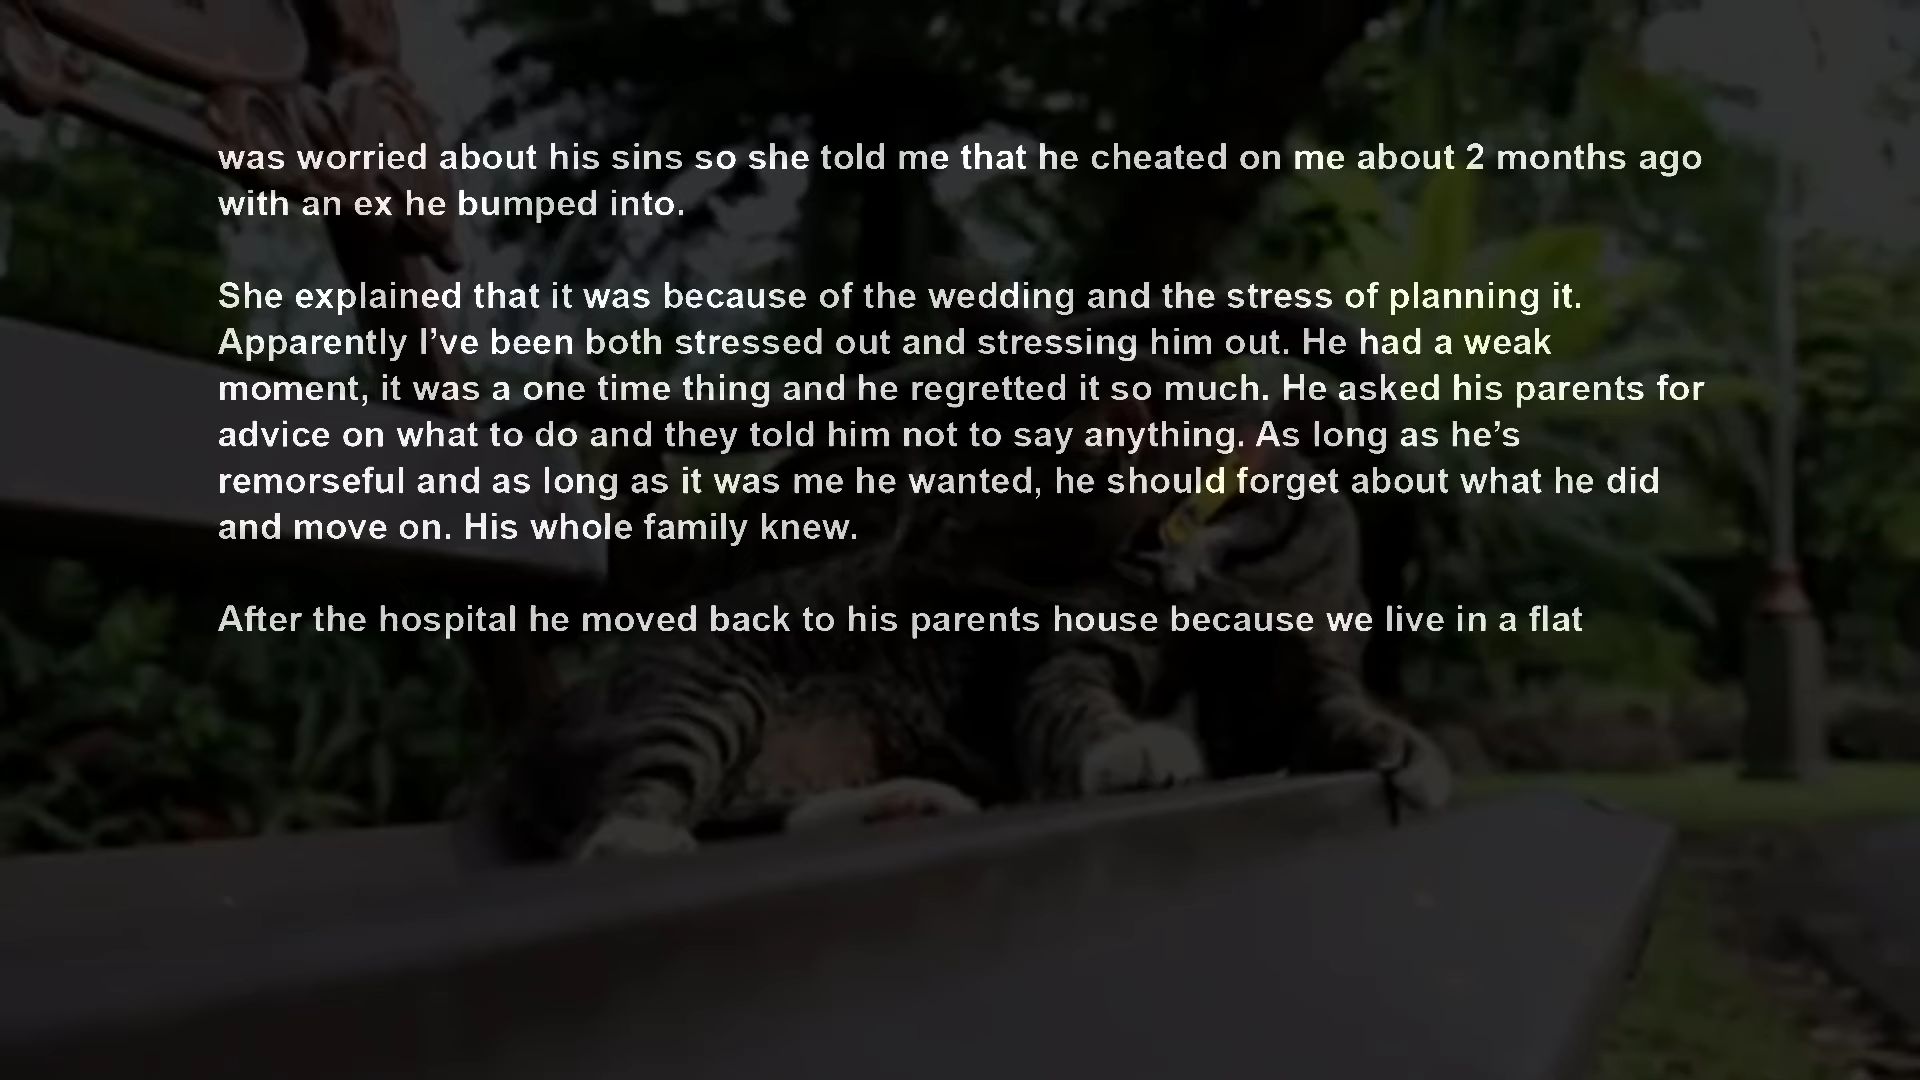 was worried about his sins so she told me that he cheated on me about 2 months ago
with an ex he bumped into.
She explained that it was because of the wedding and the stress of planning it.
Apparently I’ve been both stressed out and stressing him out. He had a weak
moment, it was a one time thing and he regretted it so much. He asked his parents for
advice on what to do and they told him not to say anything. As long as he’s
remorseful and as long as it was me he wanted, he should forget about what he did
and move on. His whole family knew.
After the hospital he moved back to his parents house because we live in a flat